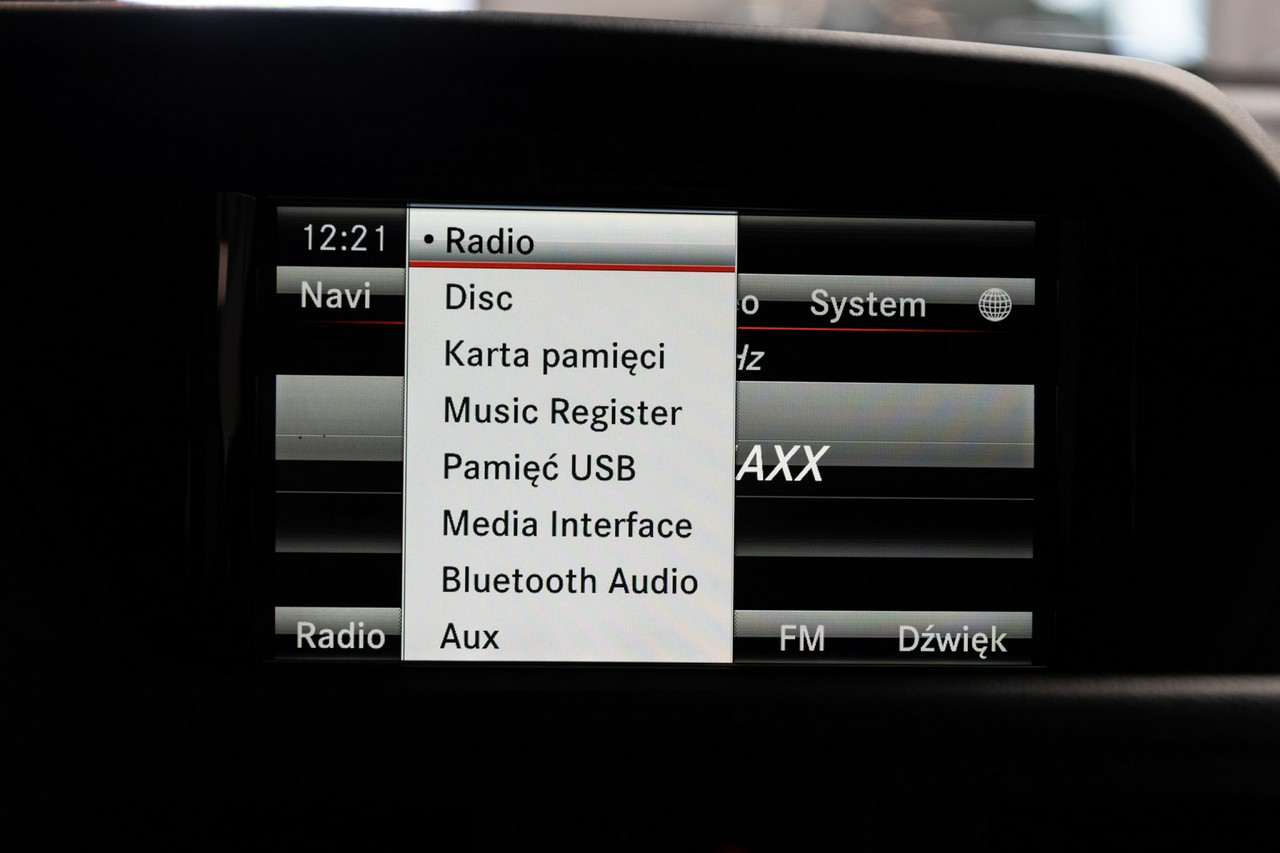 12:21
Radio
Navi
Disc
System
Karta pamięci
Hz
Music Register
AXX
Pamięć USB
Media Interface
Bluetooth Audio
Radio
Aux
FM
Dźwięk